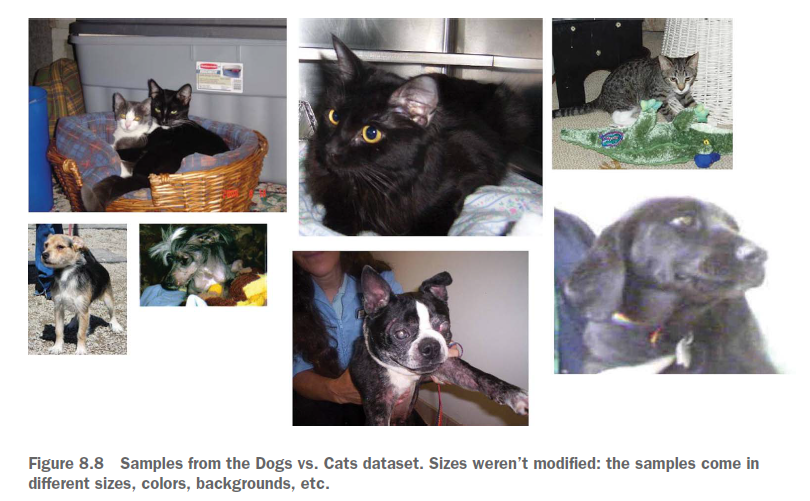 Figure 8.8 Samples from the Dogs vs. Cats dataset. Sizes weren't modified: the samples come in
different sizes, colors, backgrounds, etc.